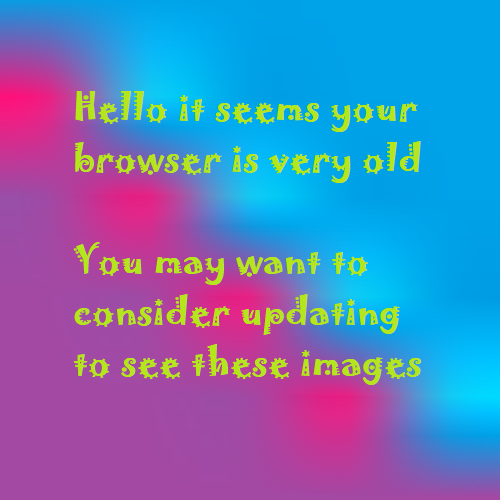 Hello it seems your
browser is very old
You may want to
consider updating
to see these images